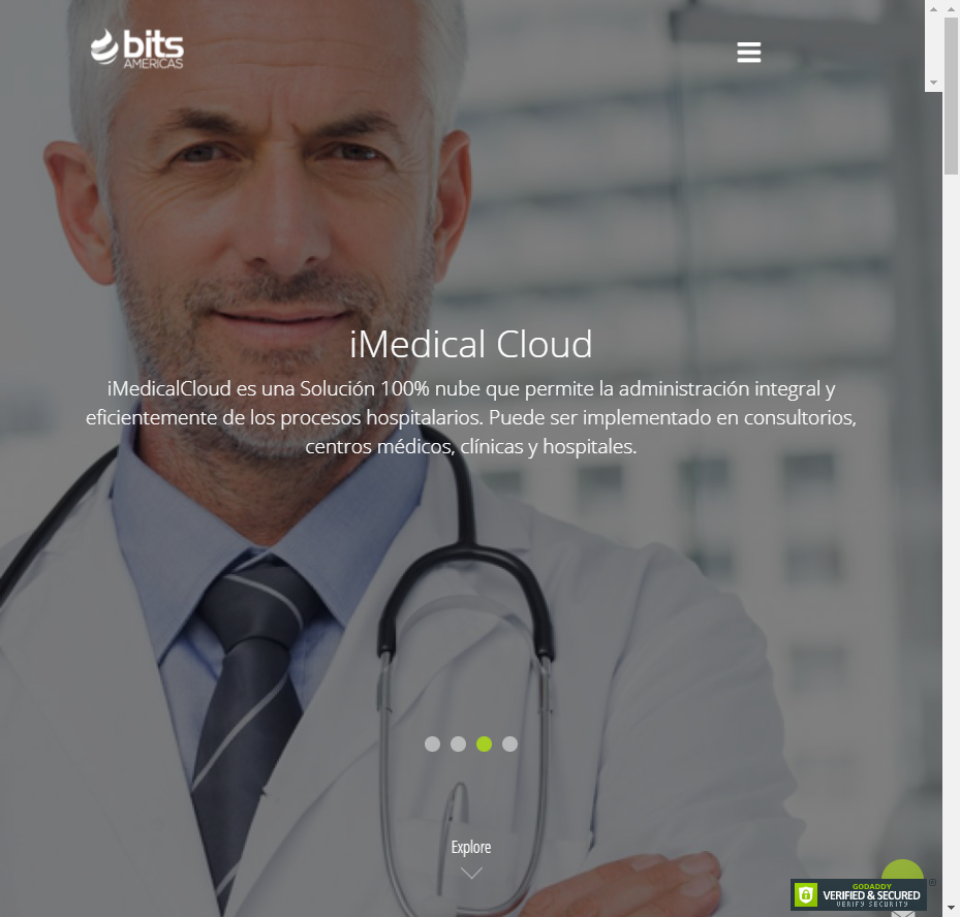 bits
AMERICAS
iMedical Cloud
iMedicalCloud es una Solución 100% nube que permite la administración integral y
eficientemente de los procesos hospitalarios. Puede ser implementado en consultorios,
centros médicos, clínicas y hospitales.
Explore
GODADDY
VERIFIED & SECURED
VERIFY SECURITY